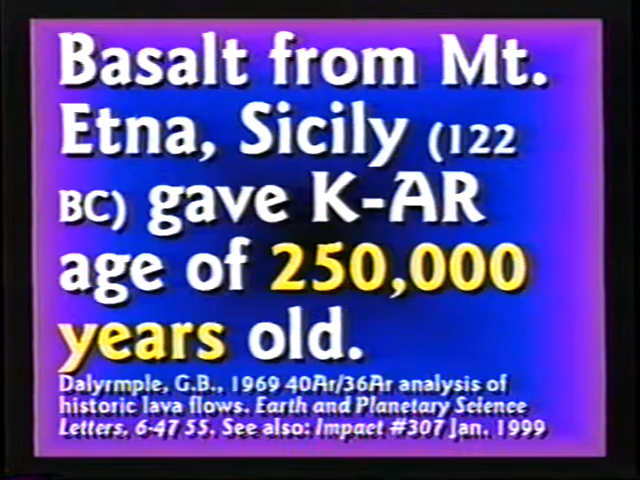 Basalt from Mt.
Etna, Sicily (122
BC) gave K-AR
age of 250,000
years old.
Dalyrmple, G.B., 1969 40Ar/36Ar analysis of
historic lava flows. Earth and Planetary Science
Letters, 6-47 55. See also: Impact #307 Jan. 1999